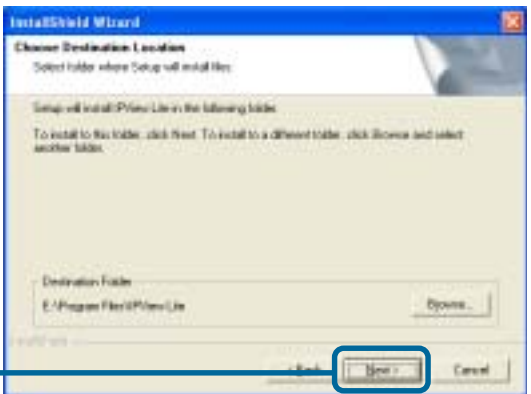 InstallShield Wizard
Choose Destination Location
Select folder where Setup will install files.
Setup will install IPView Lite in the following folder.
To install to this folder, click Next. To install to a different folder, click Browse and select
another folder.
Destination Folder
E:\Program Files\IPView Lite
Browse...
InstallShield
< Back
Next >
Cancel